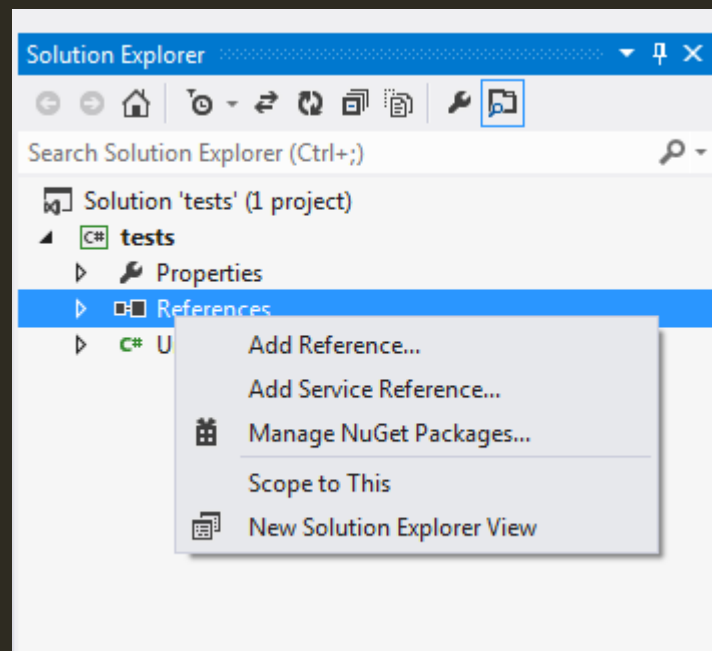 Solution Explorer
Search Solution Explorer (Ctrl+;)
Solution 'tests' (1 project)
C# tests
Properties
References
C# U
Add Reference...
Add Service Reference...
Manage NuGet Packages...
Scope to This
New Solution Explorer View